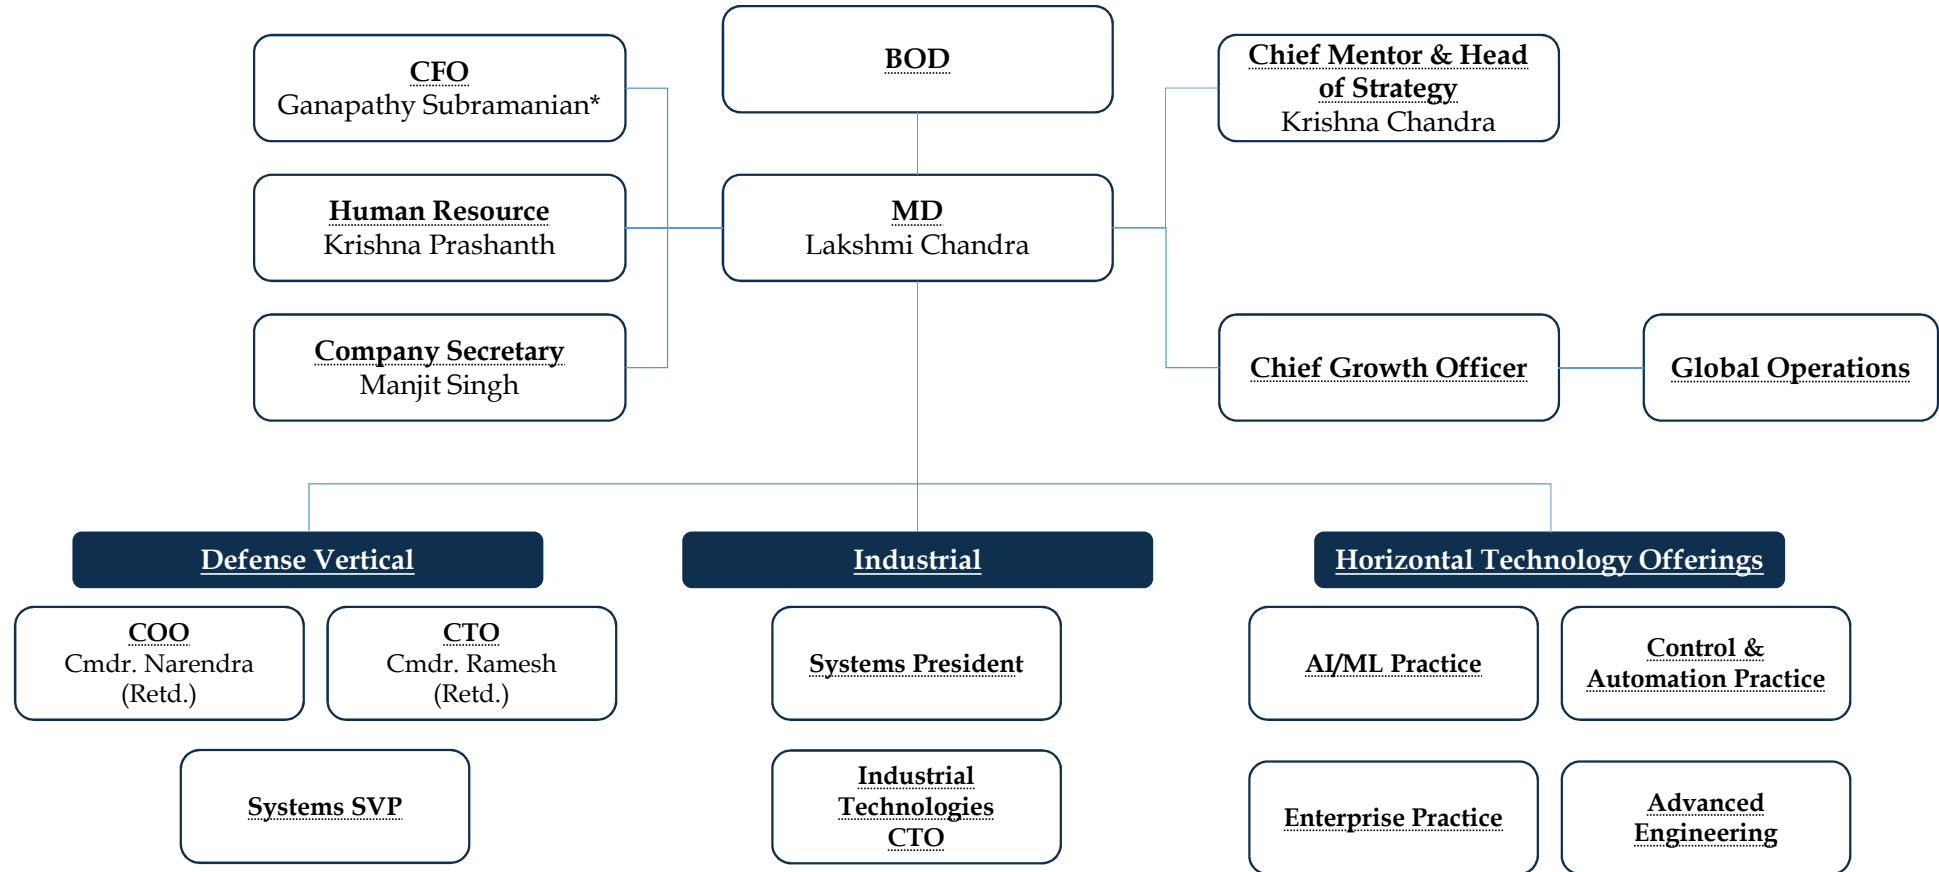 BOD
CFO
Ganapathy Subramanian*
Chief Mentor & Head
of Strategy
Krishna Chandra
Human Resource
Krishna Prashanth
MD
Lakshmi Chandra
Company Secretary
Manjit Singh
Chief Growth Officer
Global Operations
Defense Vertical
COO
Cmdr. Narendra
(Retd.)
CTO
Cmdr. Ramesh
(Retd.)
Systems SVP
Industrial
Systems President
Industrial
Technologies
CTO
Horizontal Technology Offerings
AI/ML Practice
Control &
Automation Practice
Enterprise Practice
Advanced
Engineering